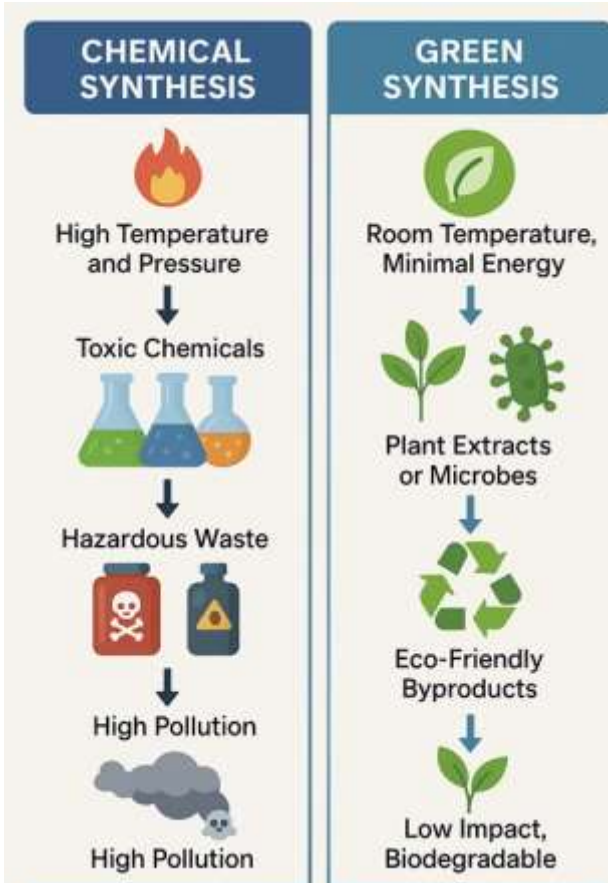 CHEMICAL
SYNTHESIS
High Temperature
and Pressure
Toxic Chemicals
Hazardous Waste
High Pollution
High Pollution
GREEN
SYNTHESIS
Room Temperature,
Minimal Energy
Plant Extracts
or Microbes
Eco-Friendly
Byproducts
Low Impact,
Biodegradable